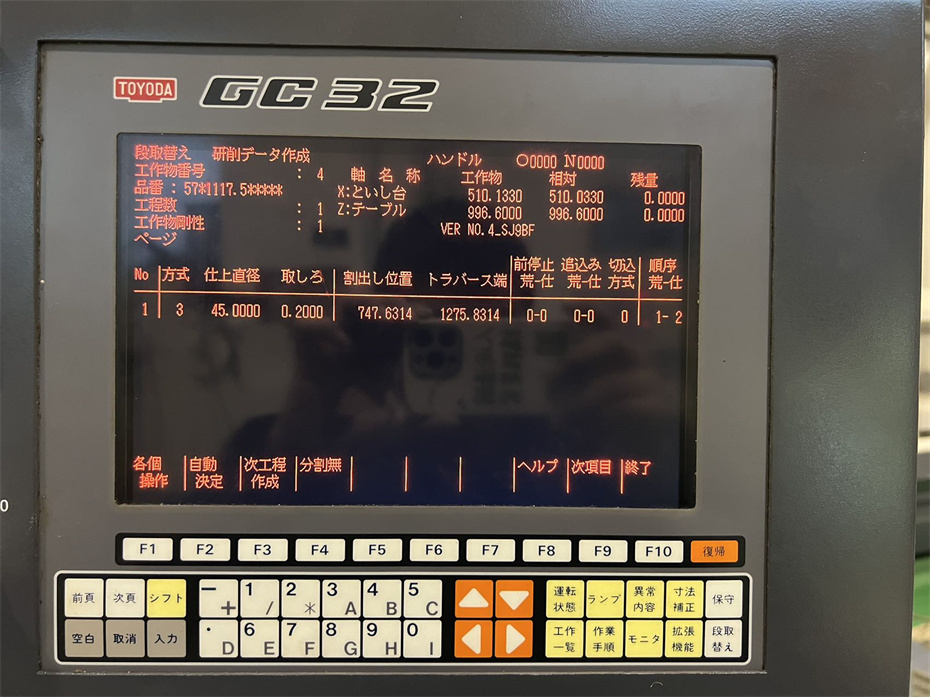 TOYODA GC 32
段取替え 研削データ作成 ハンドル O0000 N0000
工作物番号 : 4 軸 名 称 工作物 相対 残量
品番 : 57*1117.5***** X:といし台 510.1330 510.0330 0.0000
工程数 : 1 Z:テーブル 996.6000 996.6000 0.0000
工作物剛性 : 1 VER NO.4_SJ9BF
ページ
前停止 追込み 切込 順序
No 方式 仕上直径 取しろ 割出し位置 トラバース端 荒-仕 荒-仕 方式 荒-仕
1 3 45.0000 0.2000 747.6314 1275.8314 0-0 0-0 0 1- 2
各個 自動 次工程 分割無 ヘルプ 次項目 終了
操作 決定 作成
0
F1 F2 F3 F4 F5 F6 F7 F8 F9 F10 復帰
前頁 次頁 シフト - + 1 / 2 * 3 A 4 B 5 C 運転状態 ランプ 異常内容 寸法補正 保守
空白 取消 入力 . D 6 E 7 F 8 G 9 H 0 I 工作一覧 作業手順 モニタ 拡張機能 段取替え